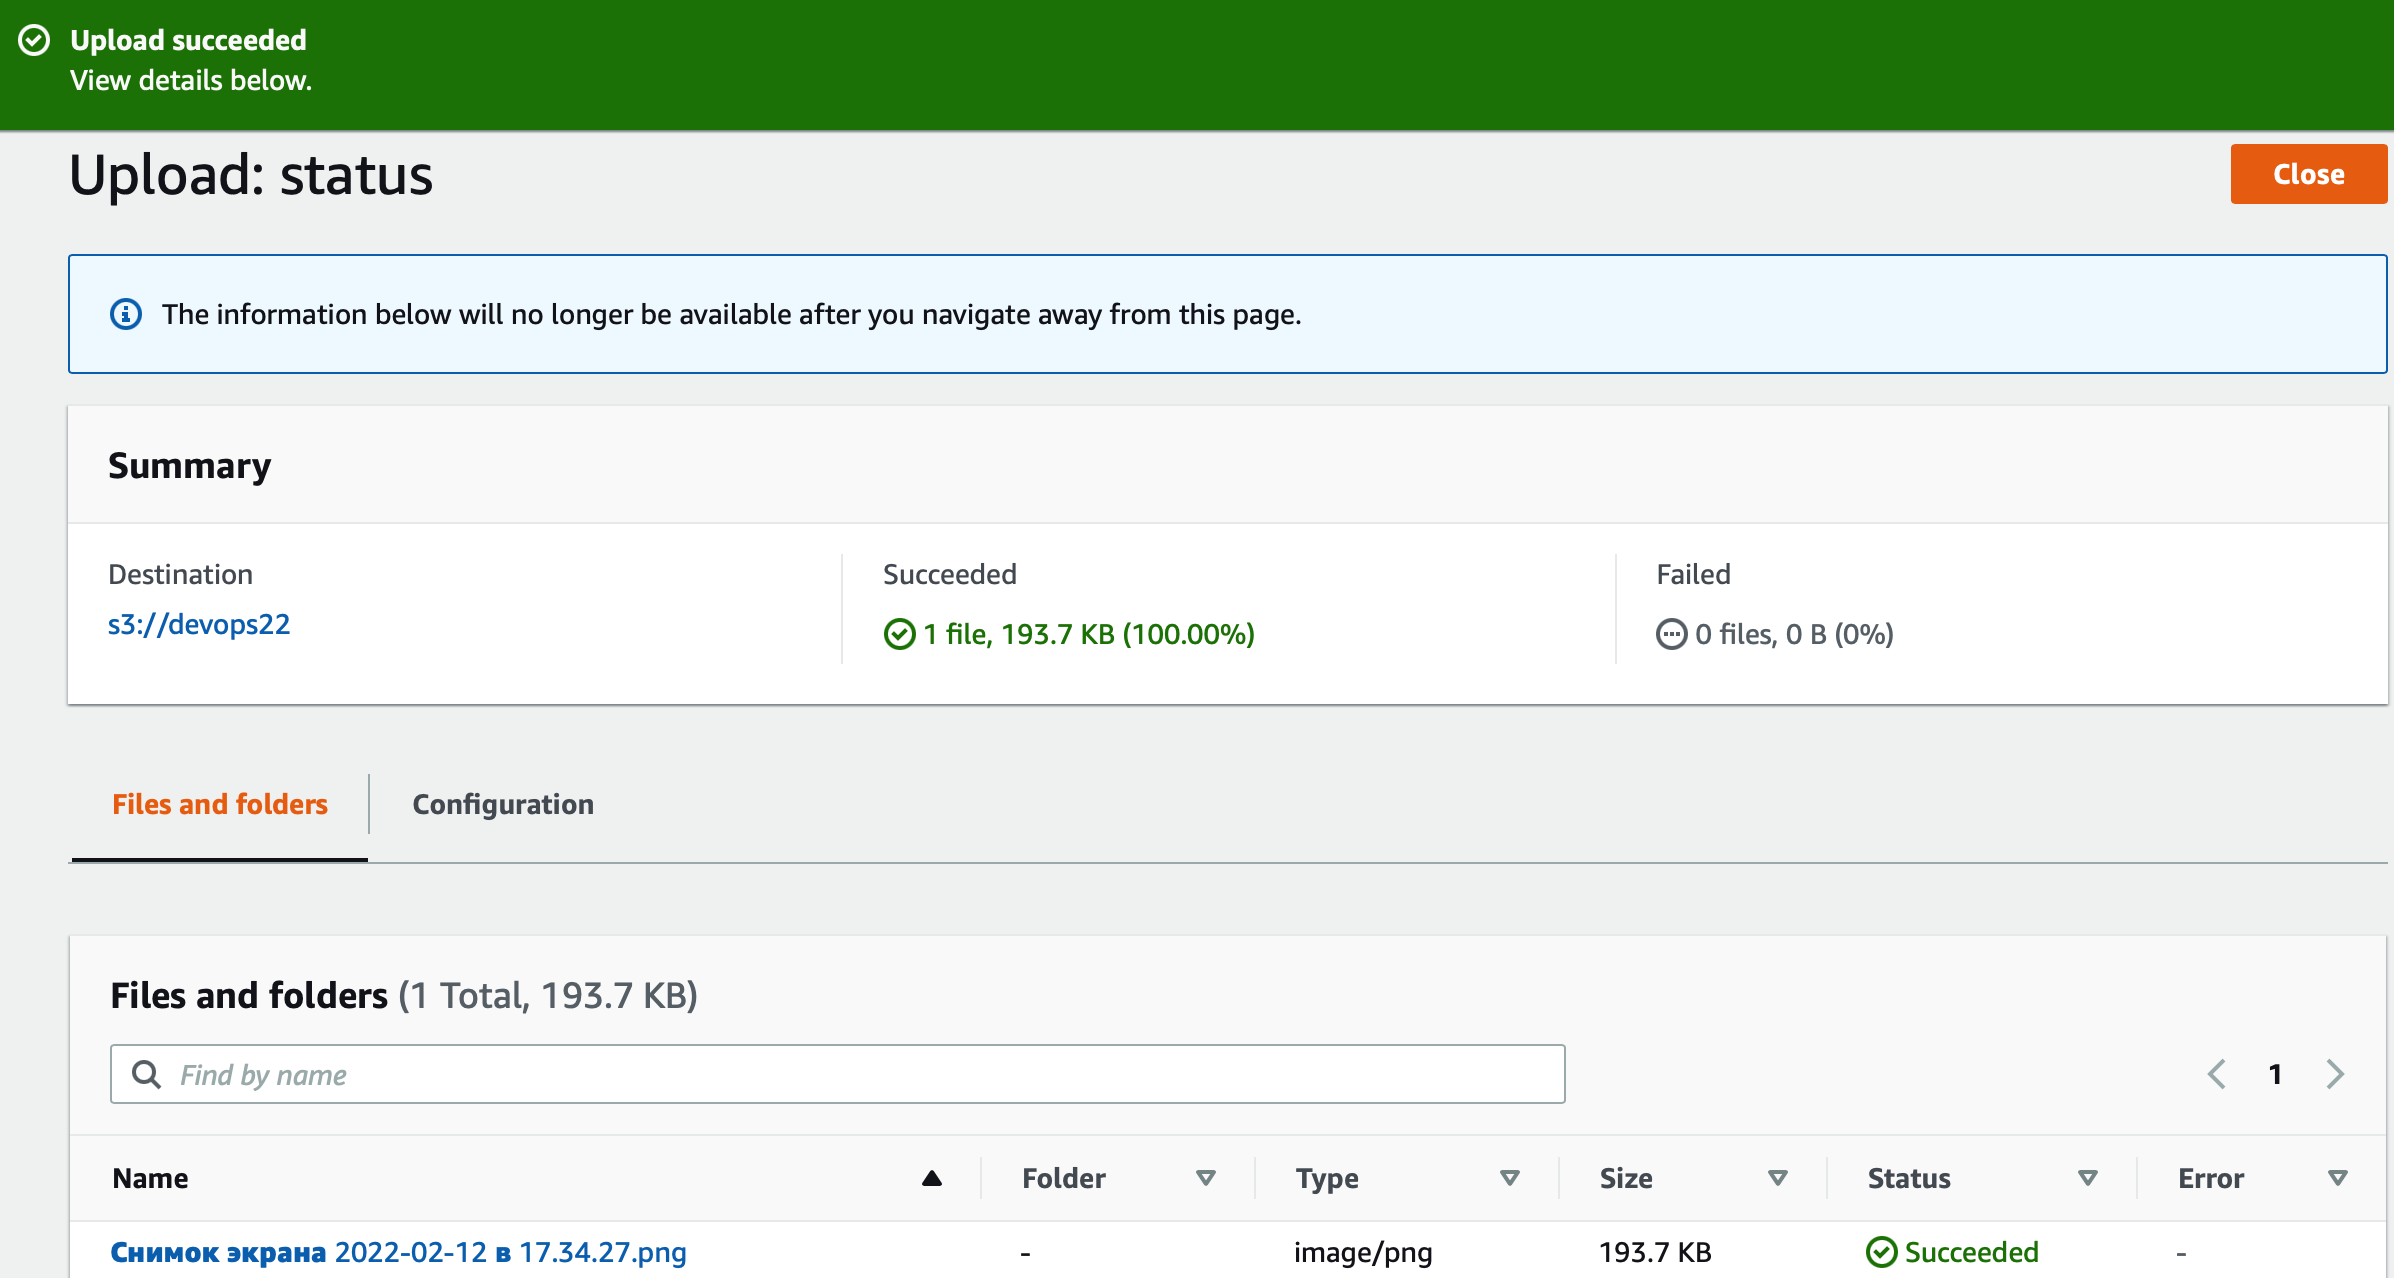 Upload succeeded
View details below.
Upload: status
Close
The information below will no longer be available after you navigate away from this page.
Summary
Destination
Succeeded
Failed
s3://devops22
1 file, 193.7 KB (100.00%)
0 files, 0 B (0%)
Files and folders
Configuration
Files and folders (1 Total, 193.7 KB)
Find by name
1
Name
Folder
Type
Size
Status
Error
Снимок экрана 2022-02-12 в 17.34.27.png
-
image/png
193.7 KB
Succeeded
-